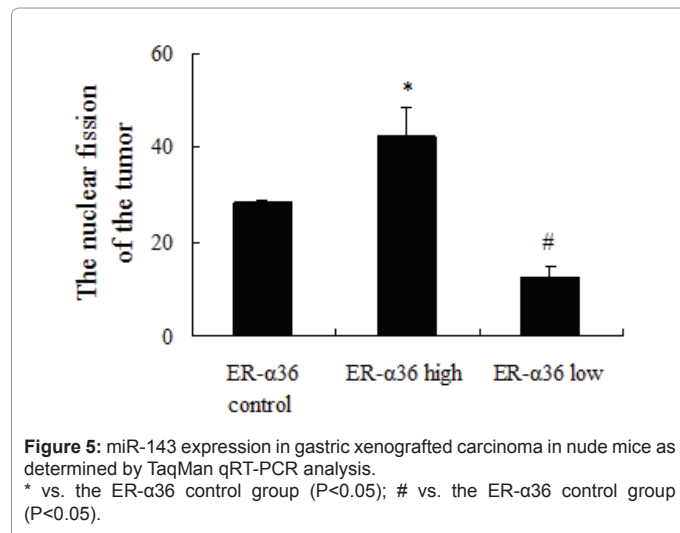 The nuclear fission
of the tumor
60
40
20
0
*
#
ER-α36
control
ER-α36 high
ER-α36 low
Figure 5: miR-143 expression in gastric xenografted carcinoma in nude mice as
determined by TaqMan qRT-PCR analysis.
* vs. the ER-α36 control group (P<0.05); # vs. the ER-α36 control group
(P<0.05).